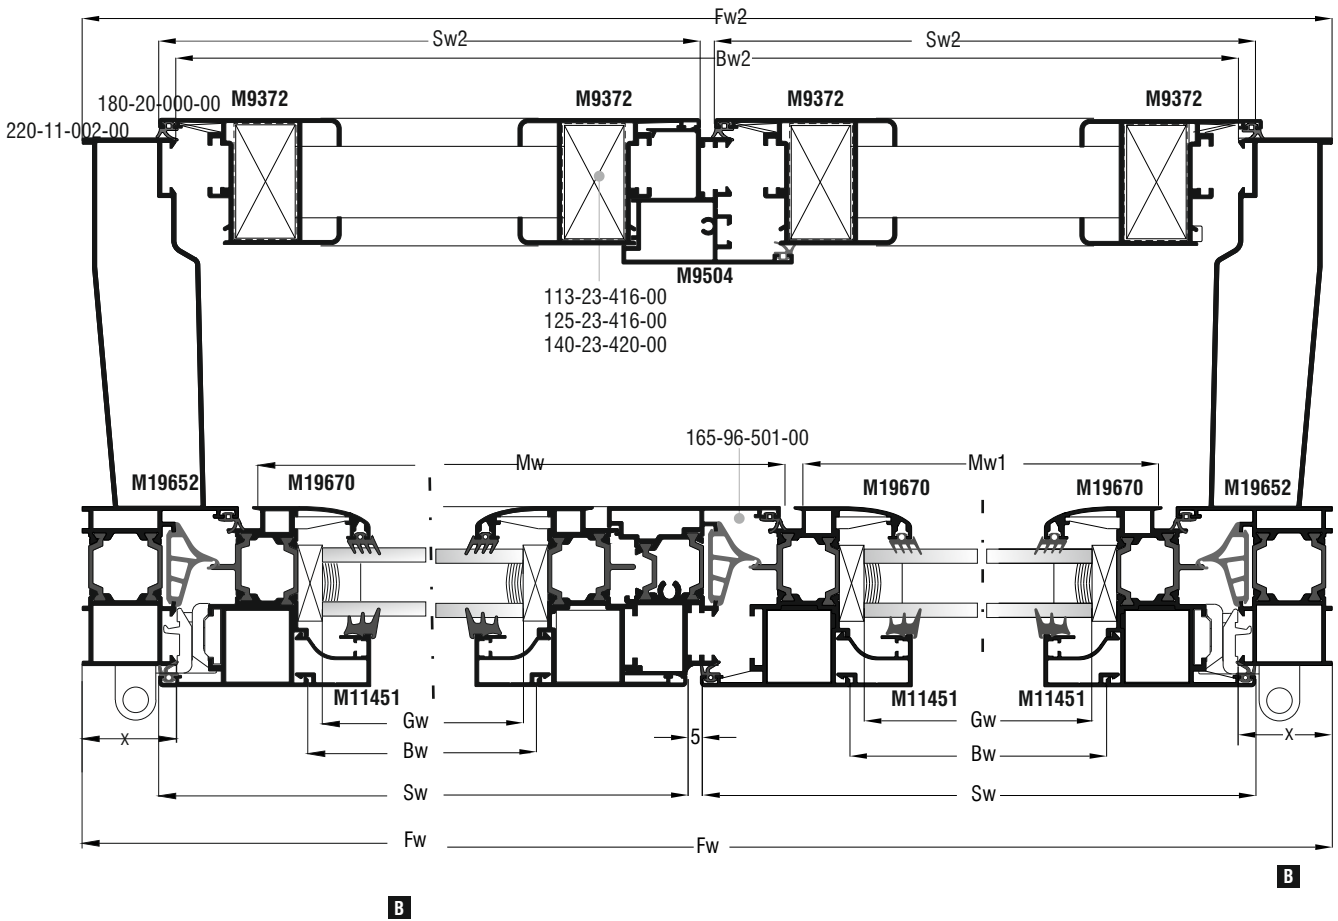 Fw2
Sw2
Sw2
Bw2
180-20-000-00
M9372
M9372
M9372
M9372
220-11-002-00
M9504
113-23-416-00
125-23-416-00
140-23-420-00
165-96-501-00
Mw
Mw1
M19652
M19670
M19670
M19670
M19652
M11451
M11451
M11451
Gw
Gw
x
5
x
Bw
Bw
Sw
Sw
Fw
Fw
B
B